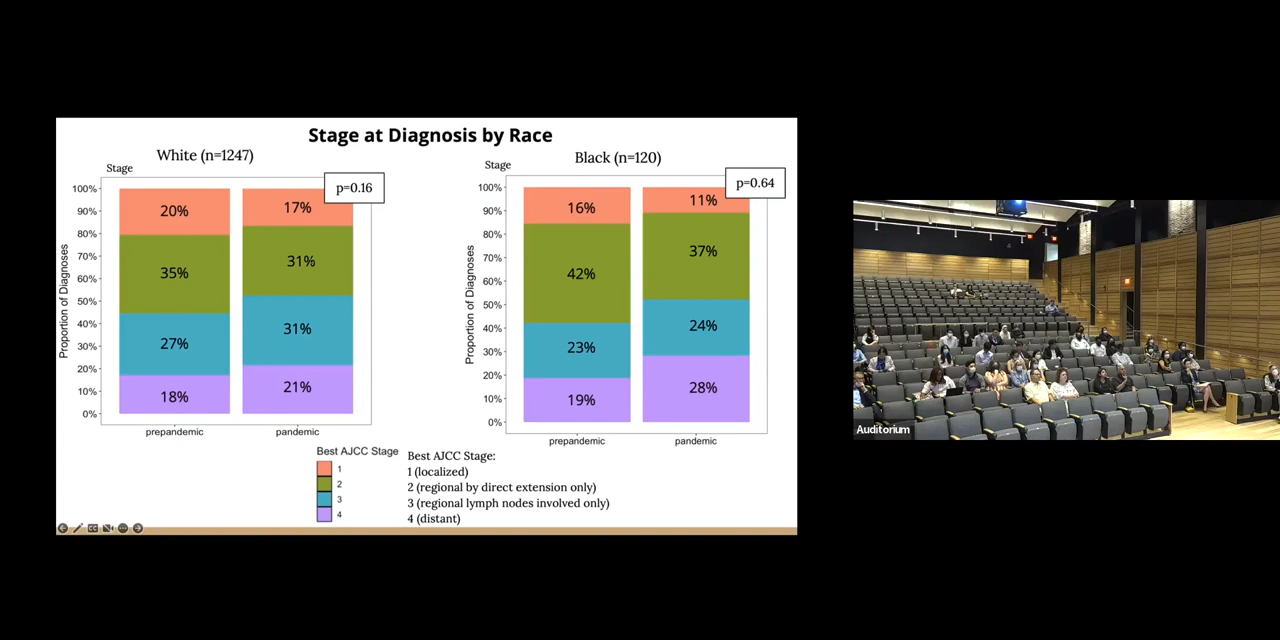 Stage at Diagnosis by Race
White (n=1247)
Stage
p=0.16
Proportion of Diagnoses
100%
90%
80%
70%
60%
50%
40%
30%
20%
10%
0%
20%
35%
27%
18%
17%
31%
31%
21%
prepandemic
pandemic
Black (n=120)
Stage
p=0.64
Proportion of Diagnoses
100%
90%
80%
70%
60%
50%
40%
30%
20%
10%
0%
16%
42%
23%
19%
11%
37%
24%
28%
prepandemic
pandemic
Best AJCC Stage
1
2
3
4
Best AJCC Stage:
1 (localized)
2 (regional by direct extension only)
3 (regional lymph nodes involved only)
4 (distant)
Auditorium